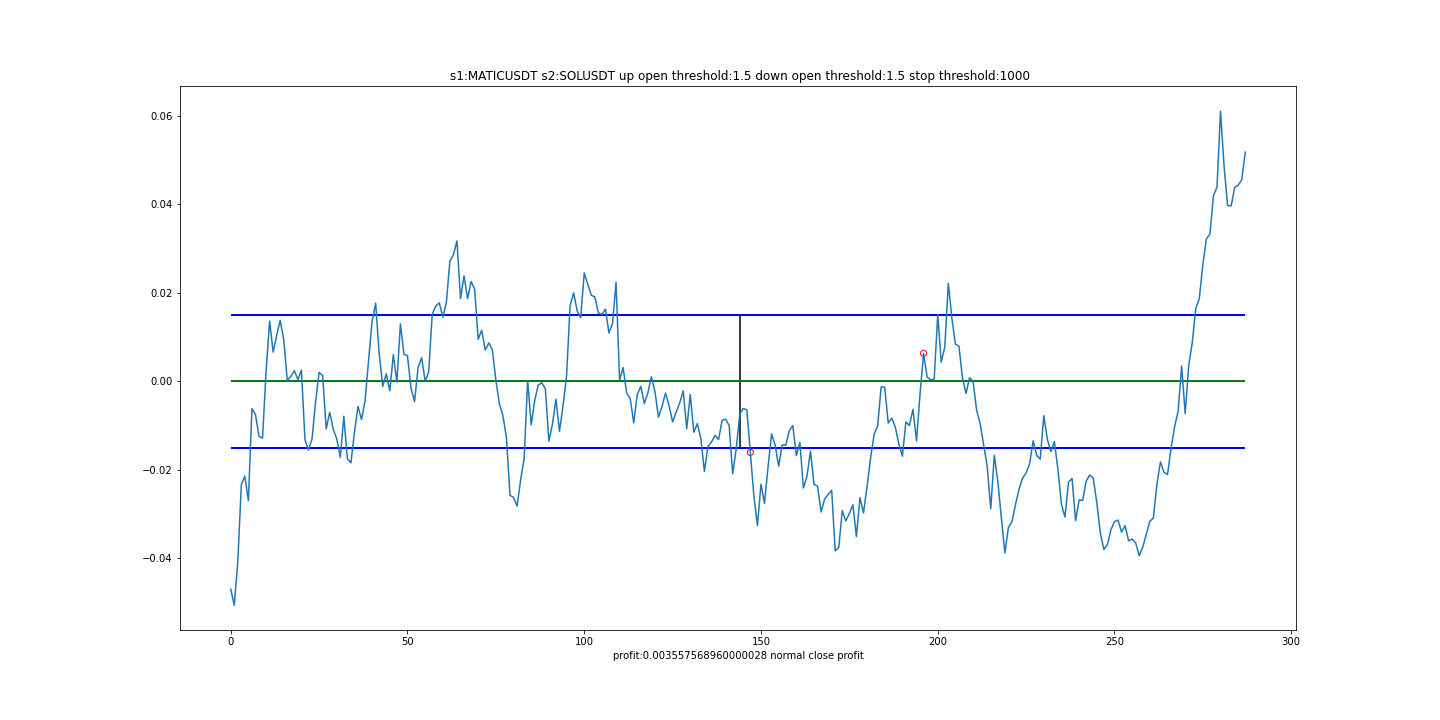 s1:MATICUSDT s2:SOLUSDT up open threshold:1.5 down open threshold:1.5 stop threshold:1000
0.06
0.04
0.02
0.00
−0.02
−0.04
0 50 100 150 200 250 300
profit:0.003557568960000028 normal close profit